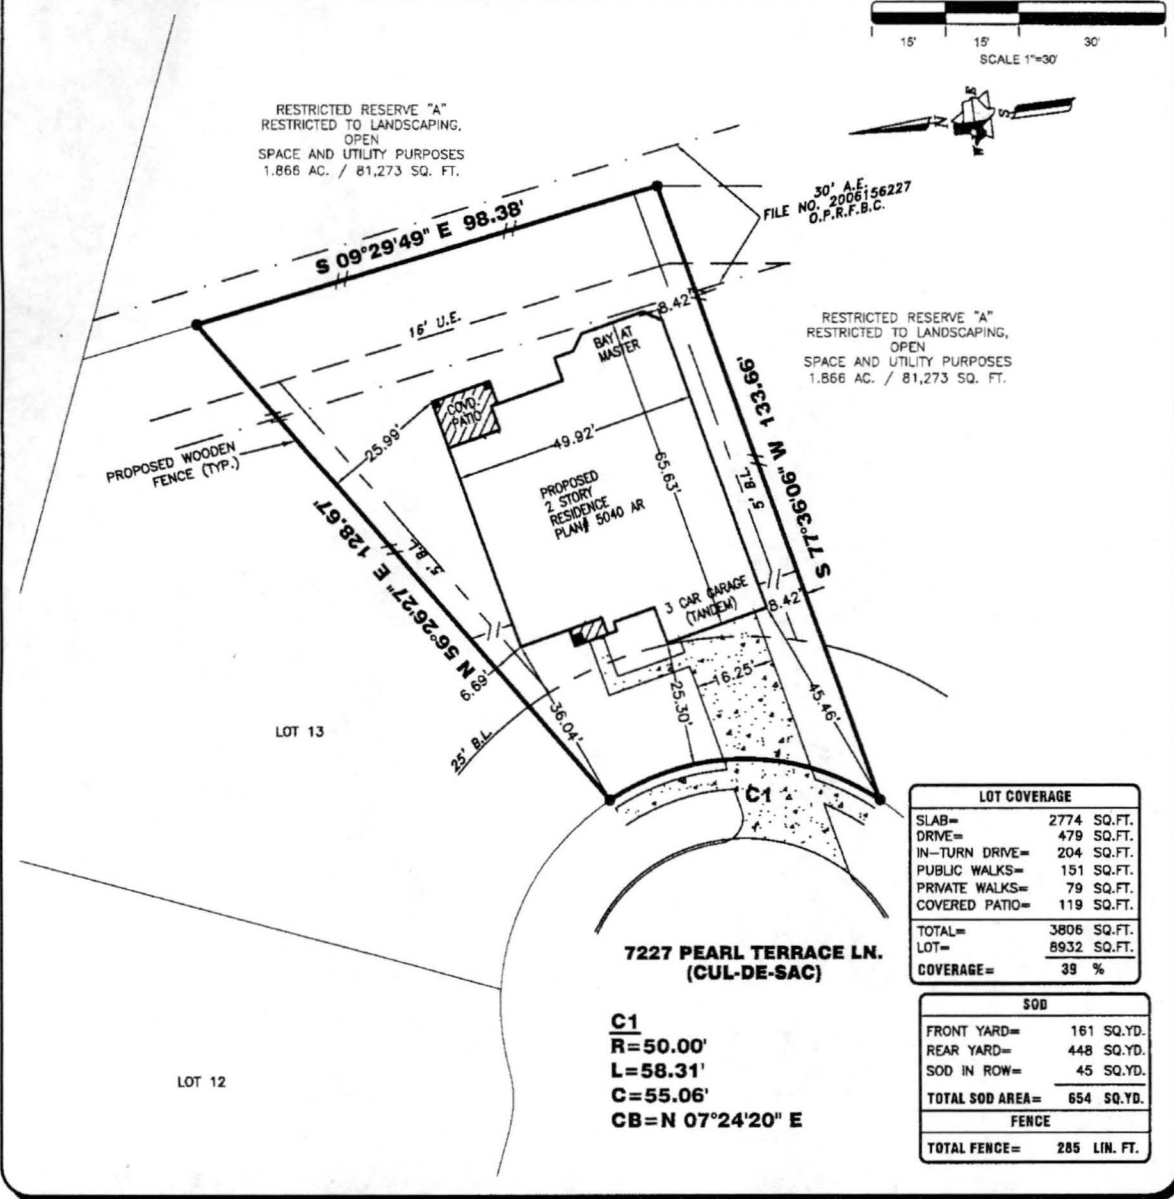 15' 15' 30'
SCALE 1"=30'
N S E W
RESTRICTED RESERVE "A"
RESTRICTED TO LANDSCAPING,
OPEN
SPACE AND UTILITY PURPOSES
1.866 AC. / 81,273 SQ. FT.
30' A.E.
FILE NO. 2006156227
O.P.R.F.B.C.
S 09°29'49" E 98.38'
16' U.E.
8.42'
BAY AT
MASTER
RESTRICTED RESERVE "A"
RESTRICTED TO LANDSCAPING,
OPEN
SPACE AND UTILITY PURPOSES
1.866 AC. / 81,273 SQ. FT.
COVD.
PATIO
25.99'
49.92'
65.63'
S 77°36'06" W 133.66'
5' B.L.
PROPOSED WOODEN
FENCE (TYP.)
PROPOSED
2 STORY
RESIDENCE
PLAN# 5040 AR
N 56°26'27" E 128.67'
5' B.L.
3 CAR GARAGE
(TANDEM)
8.42'
6.69'
16.25'
25.30'
45.46'
36.04'
25' B.L.
LOT 13
C1
LOT COVERAGE
SLAB= 2774 SQ.FT.
DRIVE= 479 SQ.FT.
IN-TURN DRIVE= 204 SQ.FT.
PUBLIC WALKS= 151 SQ.FT.
PRIVATE WALKS= 79 SQ.FT.
COVERED PATIO= 119 SQ.FT.
TOTAL= 3806 SQ.FT.
LOT= 8932 SQ.FT.
COVERAGE= 39 %
7227 PEARL TERRACE LN.
(CUL-DE-SAC)
C1
R=50.00'
L=58.31'
C=55.06'
CB=N 07°24'20" E
LOT 12
SOD
FRONT YARD= 161 SQ.YD.
REAR YARD= 448 SQ.YD.
SOD IN ROW= 45 SQ.YD.
TOTAL SOD AREA= 654 SQ.YD.
FENCE
TOTAL FENCE= 285 LIN. FT.